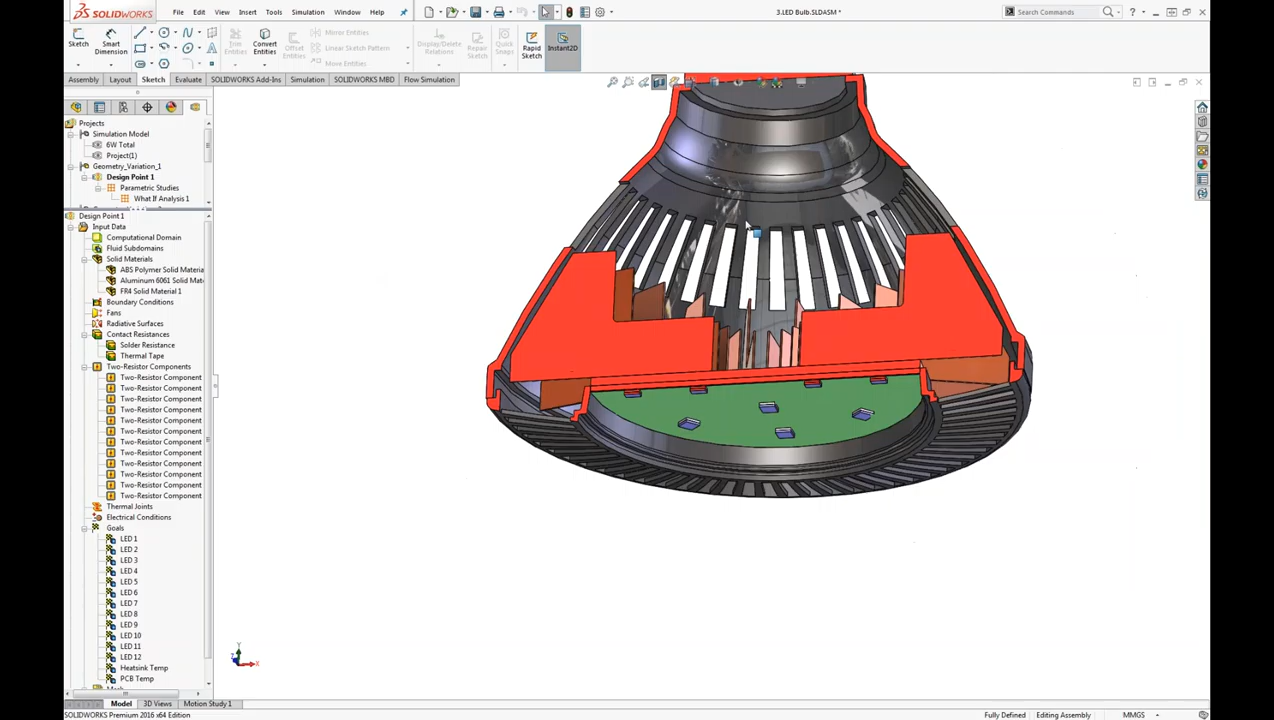 SOLIDWORKS File Edit View Insert Tools Simulation Window Help 3.LED Bulb.SLDASM * Search Commands
Sketch Smart Dimension Trim Entities Convert Entities Offset Entities Mirror Entities Linear Sketch Pattern Move Entities Display/Delete Relations Repair Sketch Quick Snaps Rapid Sketch Instant2D
Assembly Layout Sketch Evaluate SOLIDWORKS Add-Ins Simulation SOLIDWORKS MBD Flow Simulation
Projects
Simulation Model
6W Total
Project(1)
Geometry_Variation_1
Design Point 1
Parametric Studies
What If Analysis 1
Design Point 1
Input Data
Computational Domain
Fluid Subdomains
Solid Materials
ABS Polymer Solid Materia
Aluminum 6061 Solid Mate
FR4 Solid Material 1
Boundary Conditions
Fans
Radiative Surfaces
Contact Resistances
Solder Resistance
Thermal Tape
Two-Resistor Components
Two-Resistor Component
Two-Resistor Component
Two-Resistor Component
Two-Resistor Component
Two-Resistor Component
Two-Resistor Component
Two-Resistor Component
Two-Resistor Component
Two-Resistor Component
Two-Resistor Component
Two-Resistor Component
Two-Resistor Component
Thermal Joints
Electrical Conditions
Goals
LED 1
LED 2
LED 3
LED 4
LED 5
LED 6
LED 7
LED 8
LED 9
LED 10
LED 11
LED 12
Heatsink Temp
PCB Temp
Y
Z X
Model 3D Views Motion Study 1
SOLIDWORKS Premium 2016 x64 Edition Fully Defined Editing Assembly MMGS